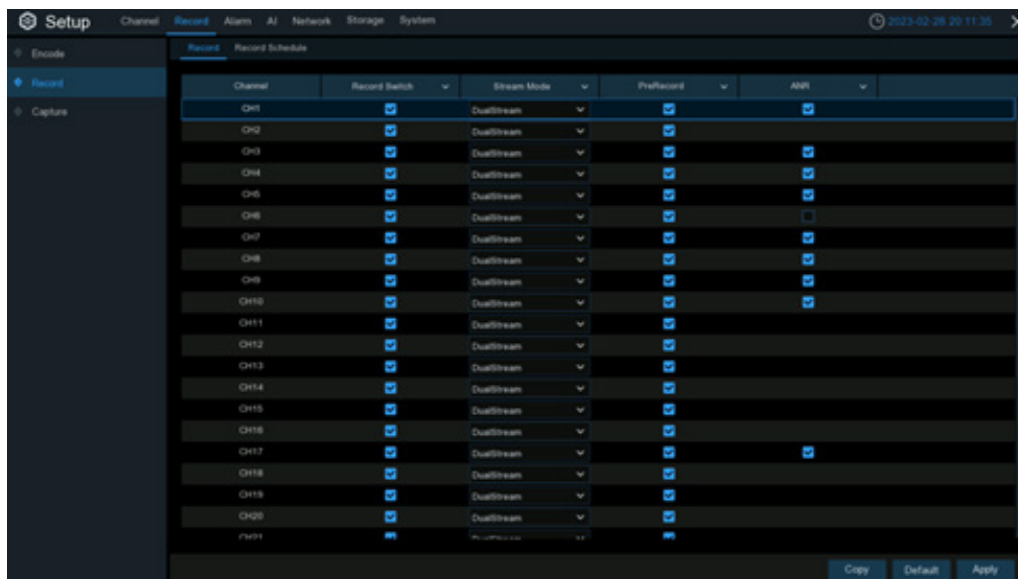 Setup Channel Record Alarm AI Network Storage System 2023-02-28 20:11:35
Encode
Record
Capture
Record Record Schedule
Channel Record Switch Stream Mode PreRecord ANR
CH1 DualStream
CH2 DualStream
CH3 DualStream
CH4 DualStream
CH5 DualStream
CH6 DualStream
CH7 DualStream
CH8 DualStream
CH9 DualStream
CH10 DualStream
CH11 DualStream
CH12 DualStream
CH13 DualStream
CH14 DualStream
CH15 DualStream
CH16 DualStream
CH17 DualStream
CH18 DualStream
CH19 DualStream
CH20 DualStream
CH21 DualStream
Copy Default Apply